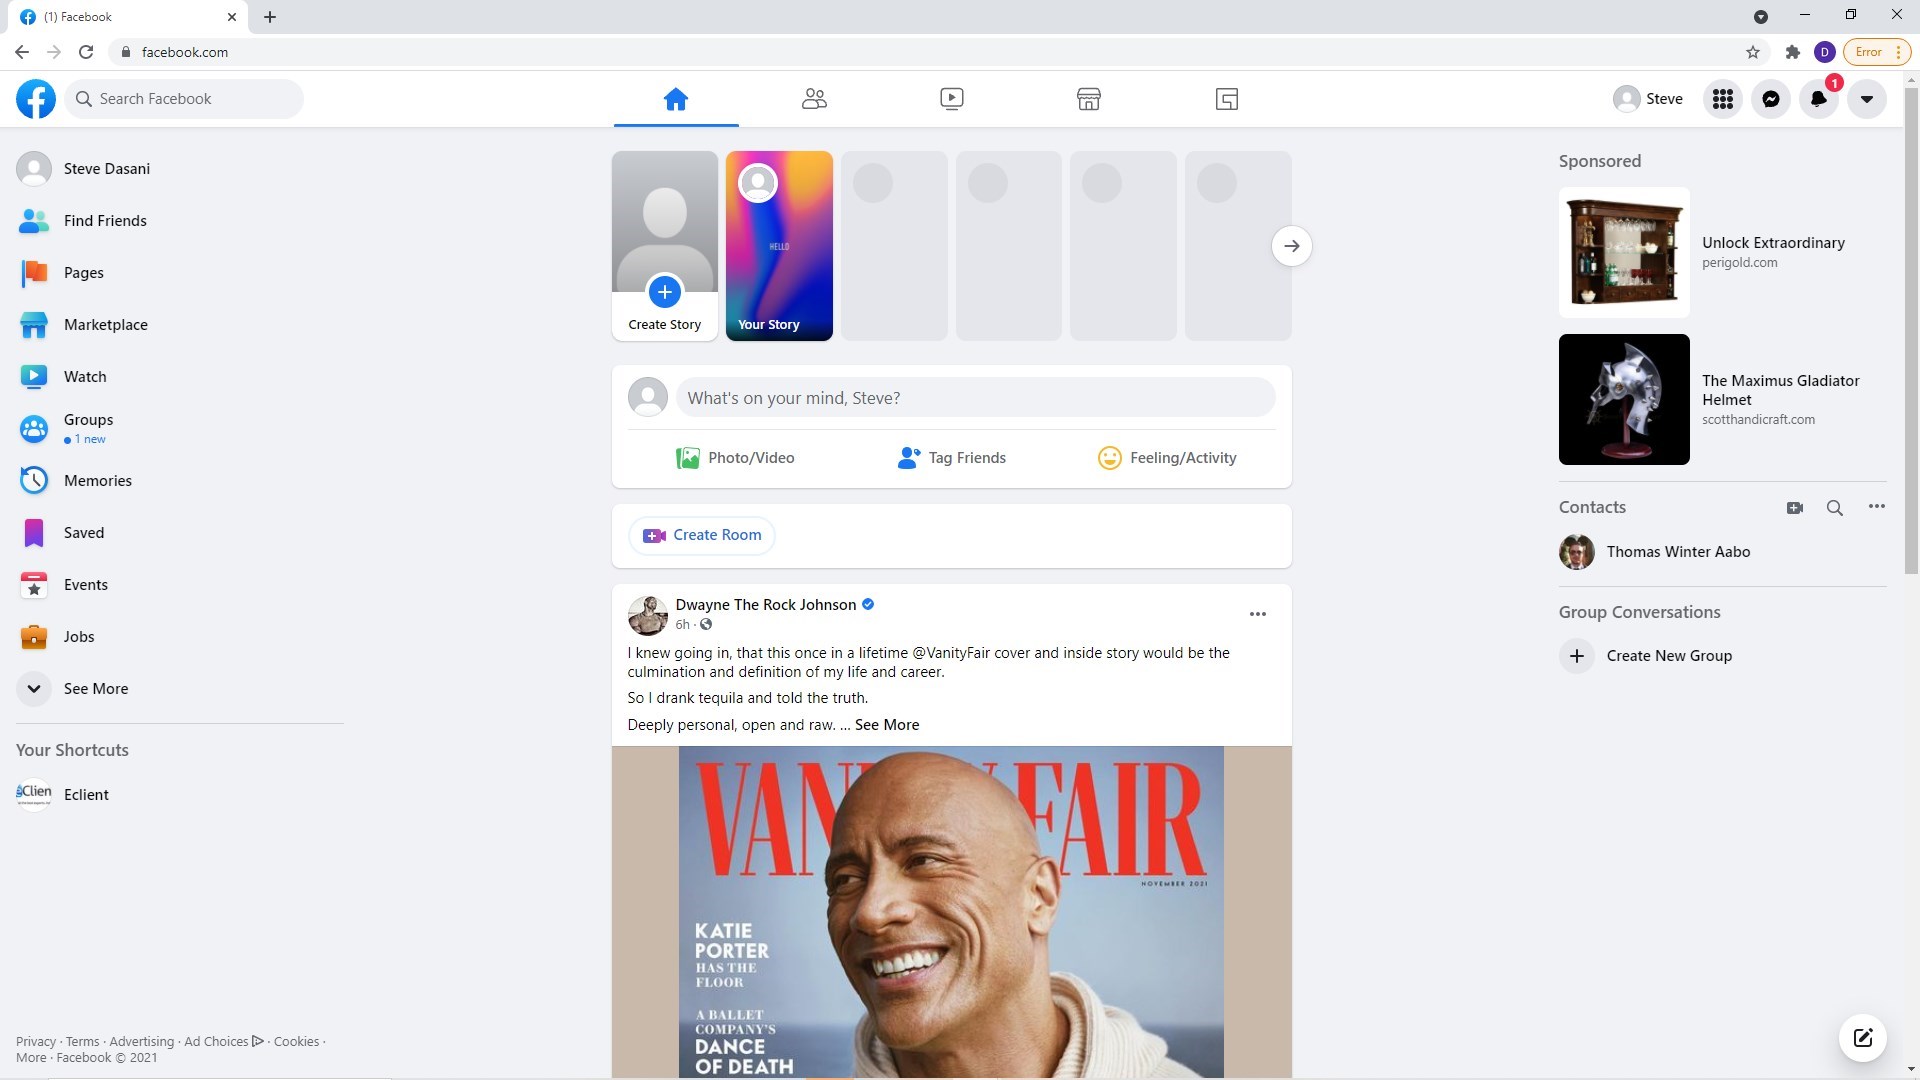 (1) Facebook
facebook.com
D
Error
Search Facebook
Steve
1
Steve Dasani
Find Friends
Pages
Marketplace
Watch
Groups
1 new
Memories
Saved
Events
Jobs
See More
Your Shortcuts
Eclient
Privacy · Terms · Advertising · Ad Choices · Cookies ·
More · Facebook © 2021
HELLO
Create Story
Your Story
What's on your mind, Steve?
Photo/Video
Tag Friends
Feeling/Activity
Create Room
Dwayne The Rock Johnson
6h ·
I knew going in, that this once in a lifetime @VanityFair cover and inside story would be the
culmination and definition of my life and career.
So I drank tequila and told the truth.
Deeply personal, open and raw. ... See More
VANITY FAIR
NOVEMBER 2021
KATIE
PORTER
HAS THE
FLOOR
A BALLET
COMPANY'S
DANCE
OF DEATH
Sponsored
Unlock Extraordinary
perigold.com
The Maximus Gladiator
Helmet
scotthandicraft.com
Contacts
Thomas Winter Aabo
Group Conversations
Create New Group